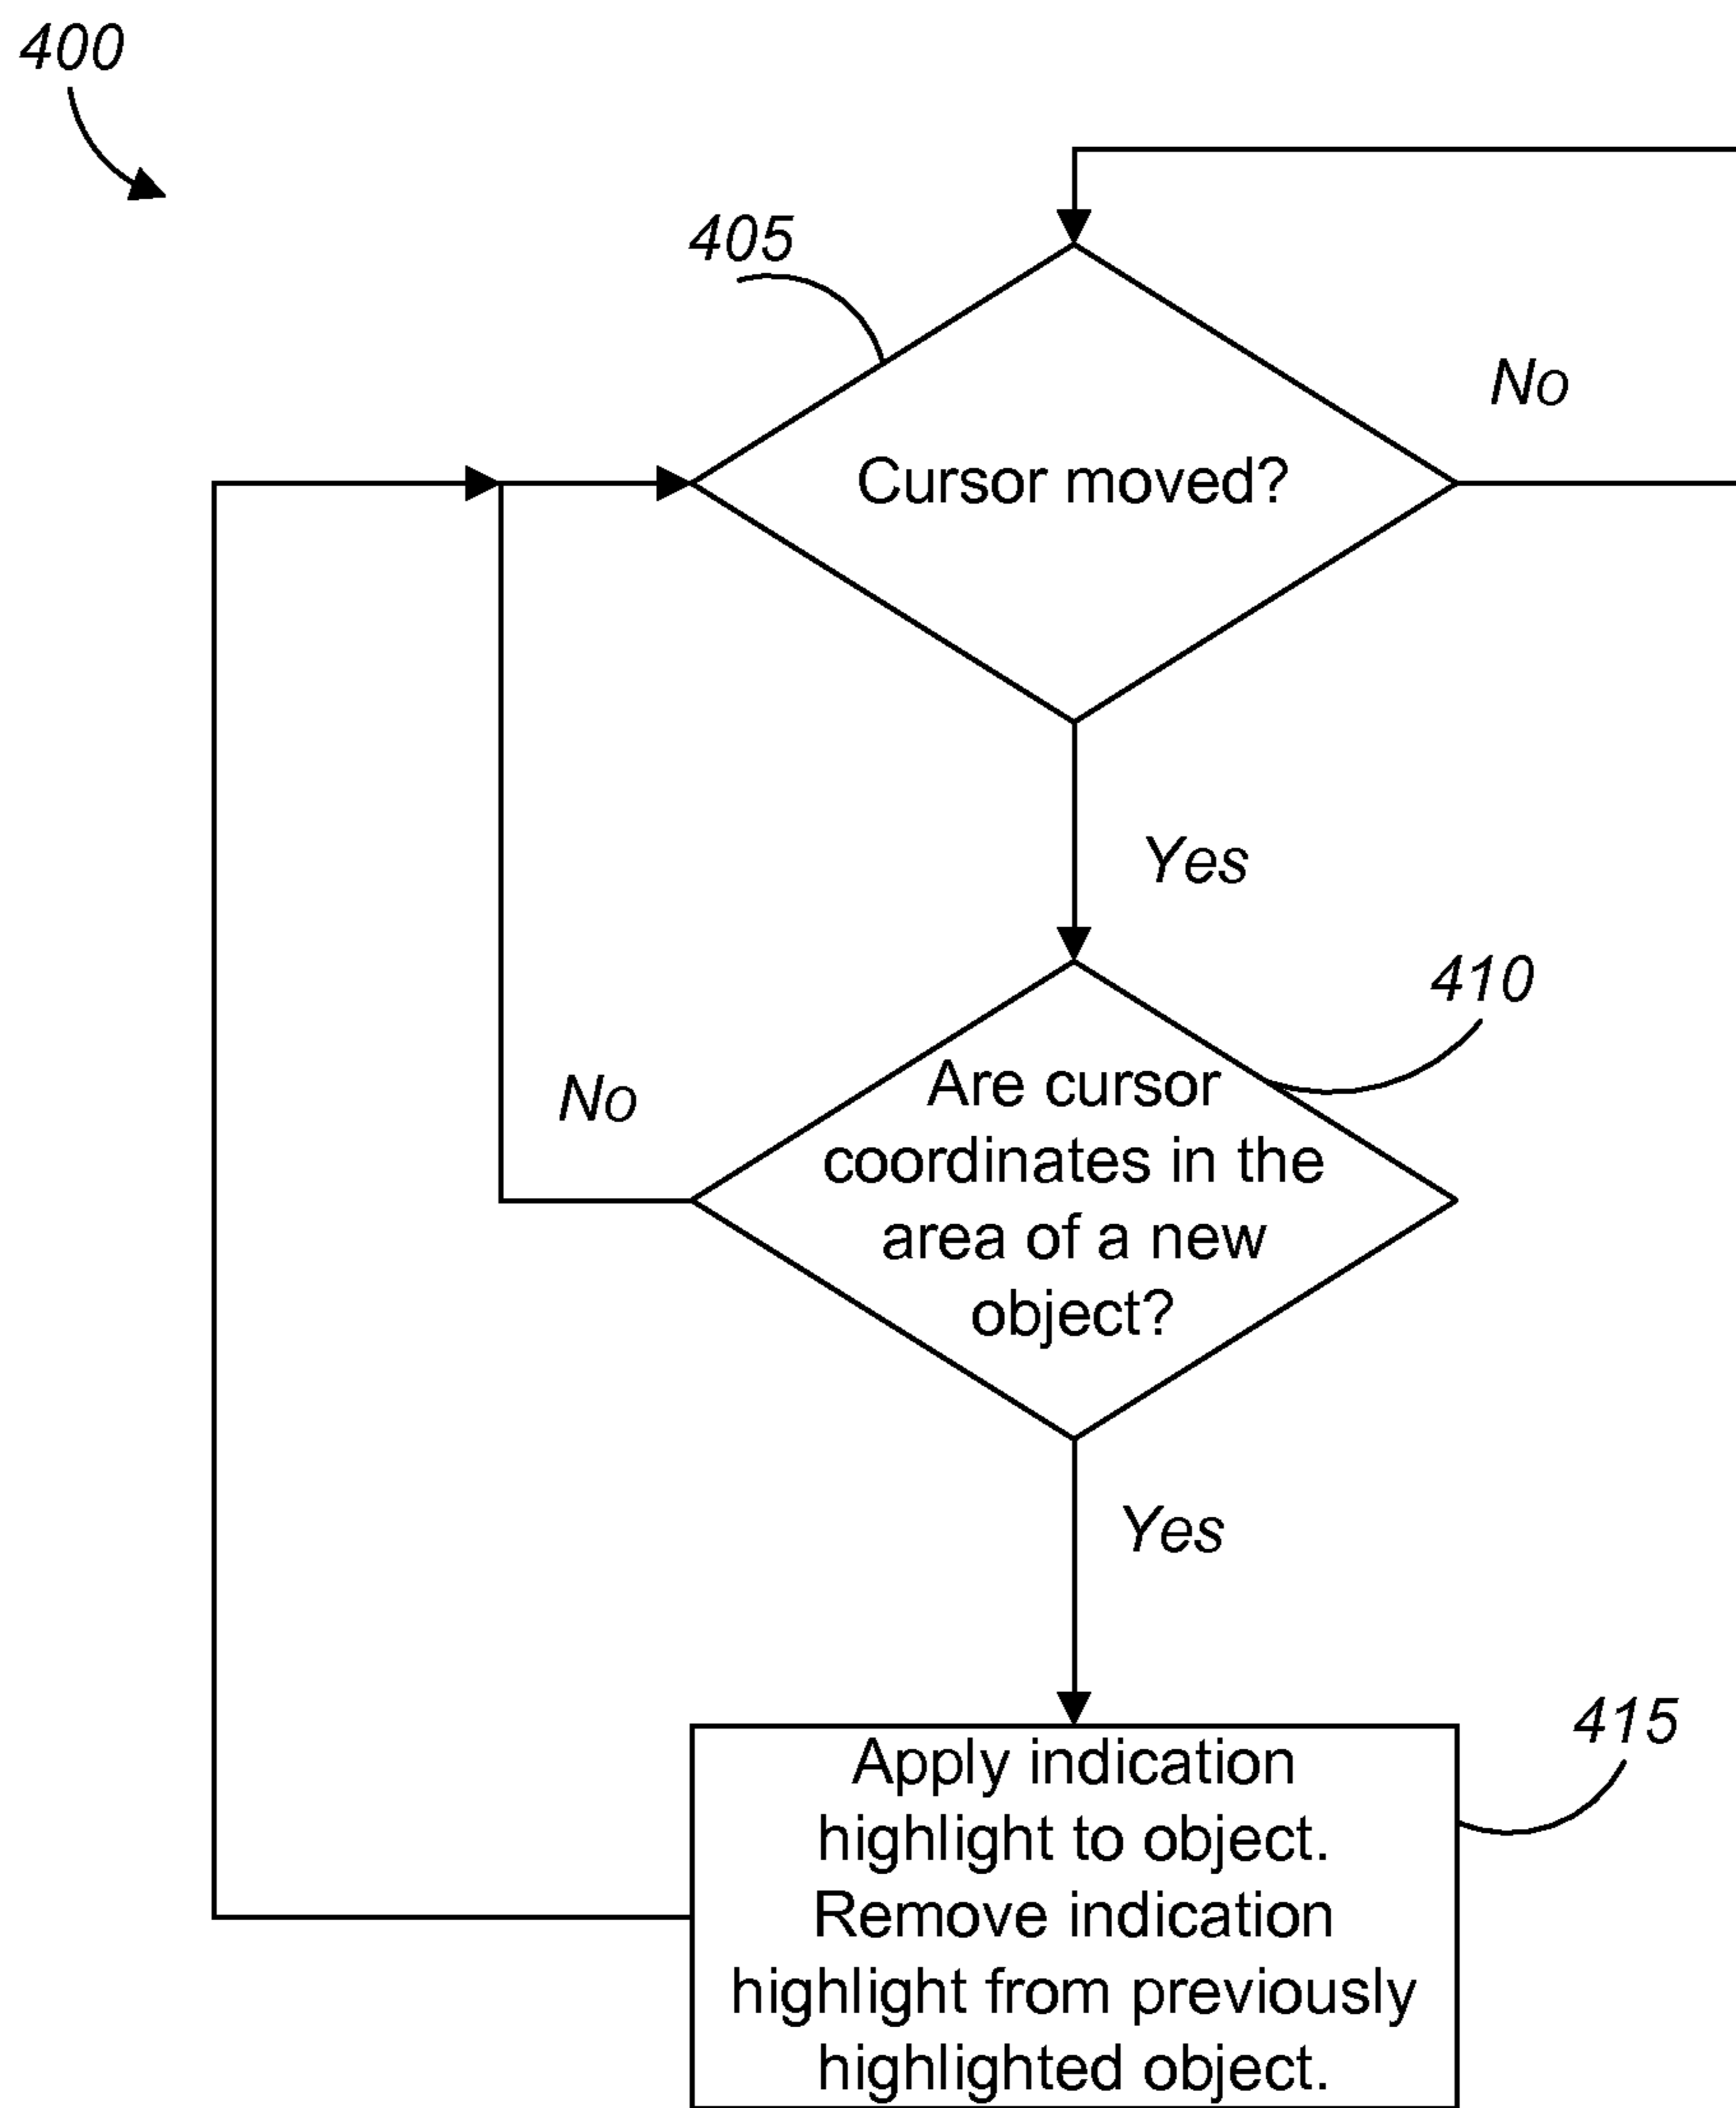 400
405
No
Cursor moved?
Yes
410
No
Are cursor
coordinates in the
area of a new
object?
Yes
415
Apply indication
highlight to object.
Remove indication
highlight from previously
highlighted object.